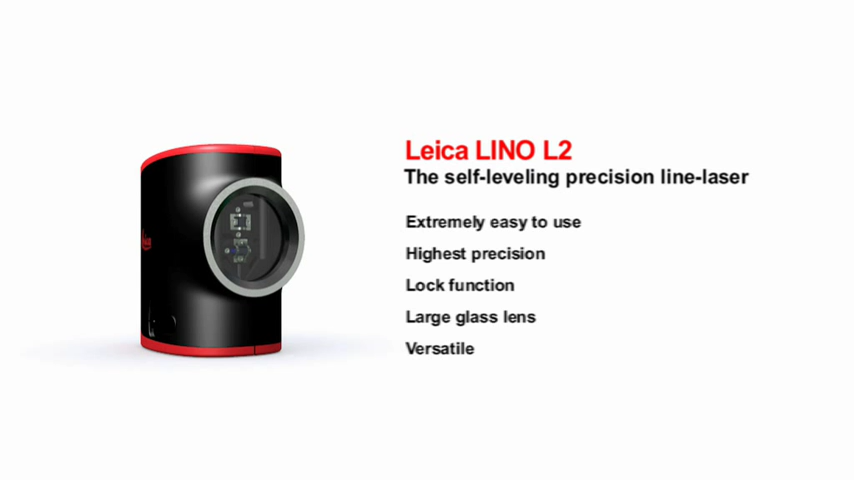 Leica LINO L2
The self-leveling precision line-laser
Extremely easy to use
Highest precision
Lock function
Large glass lens
Versatile
Leica